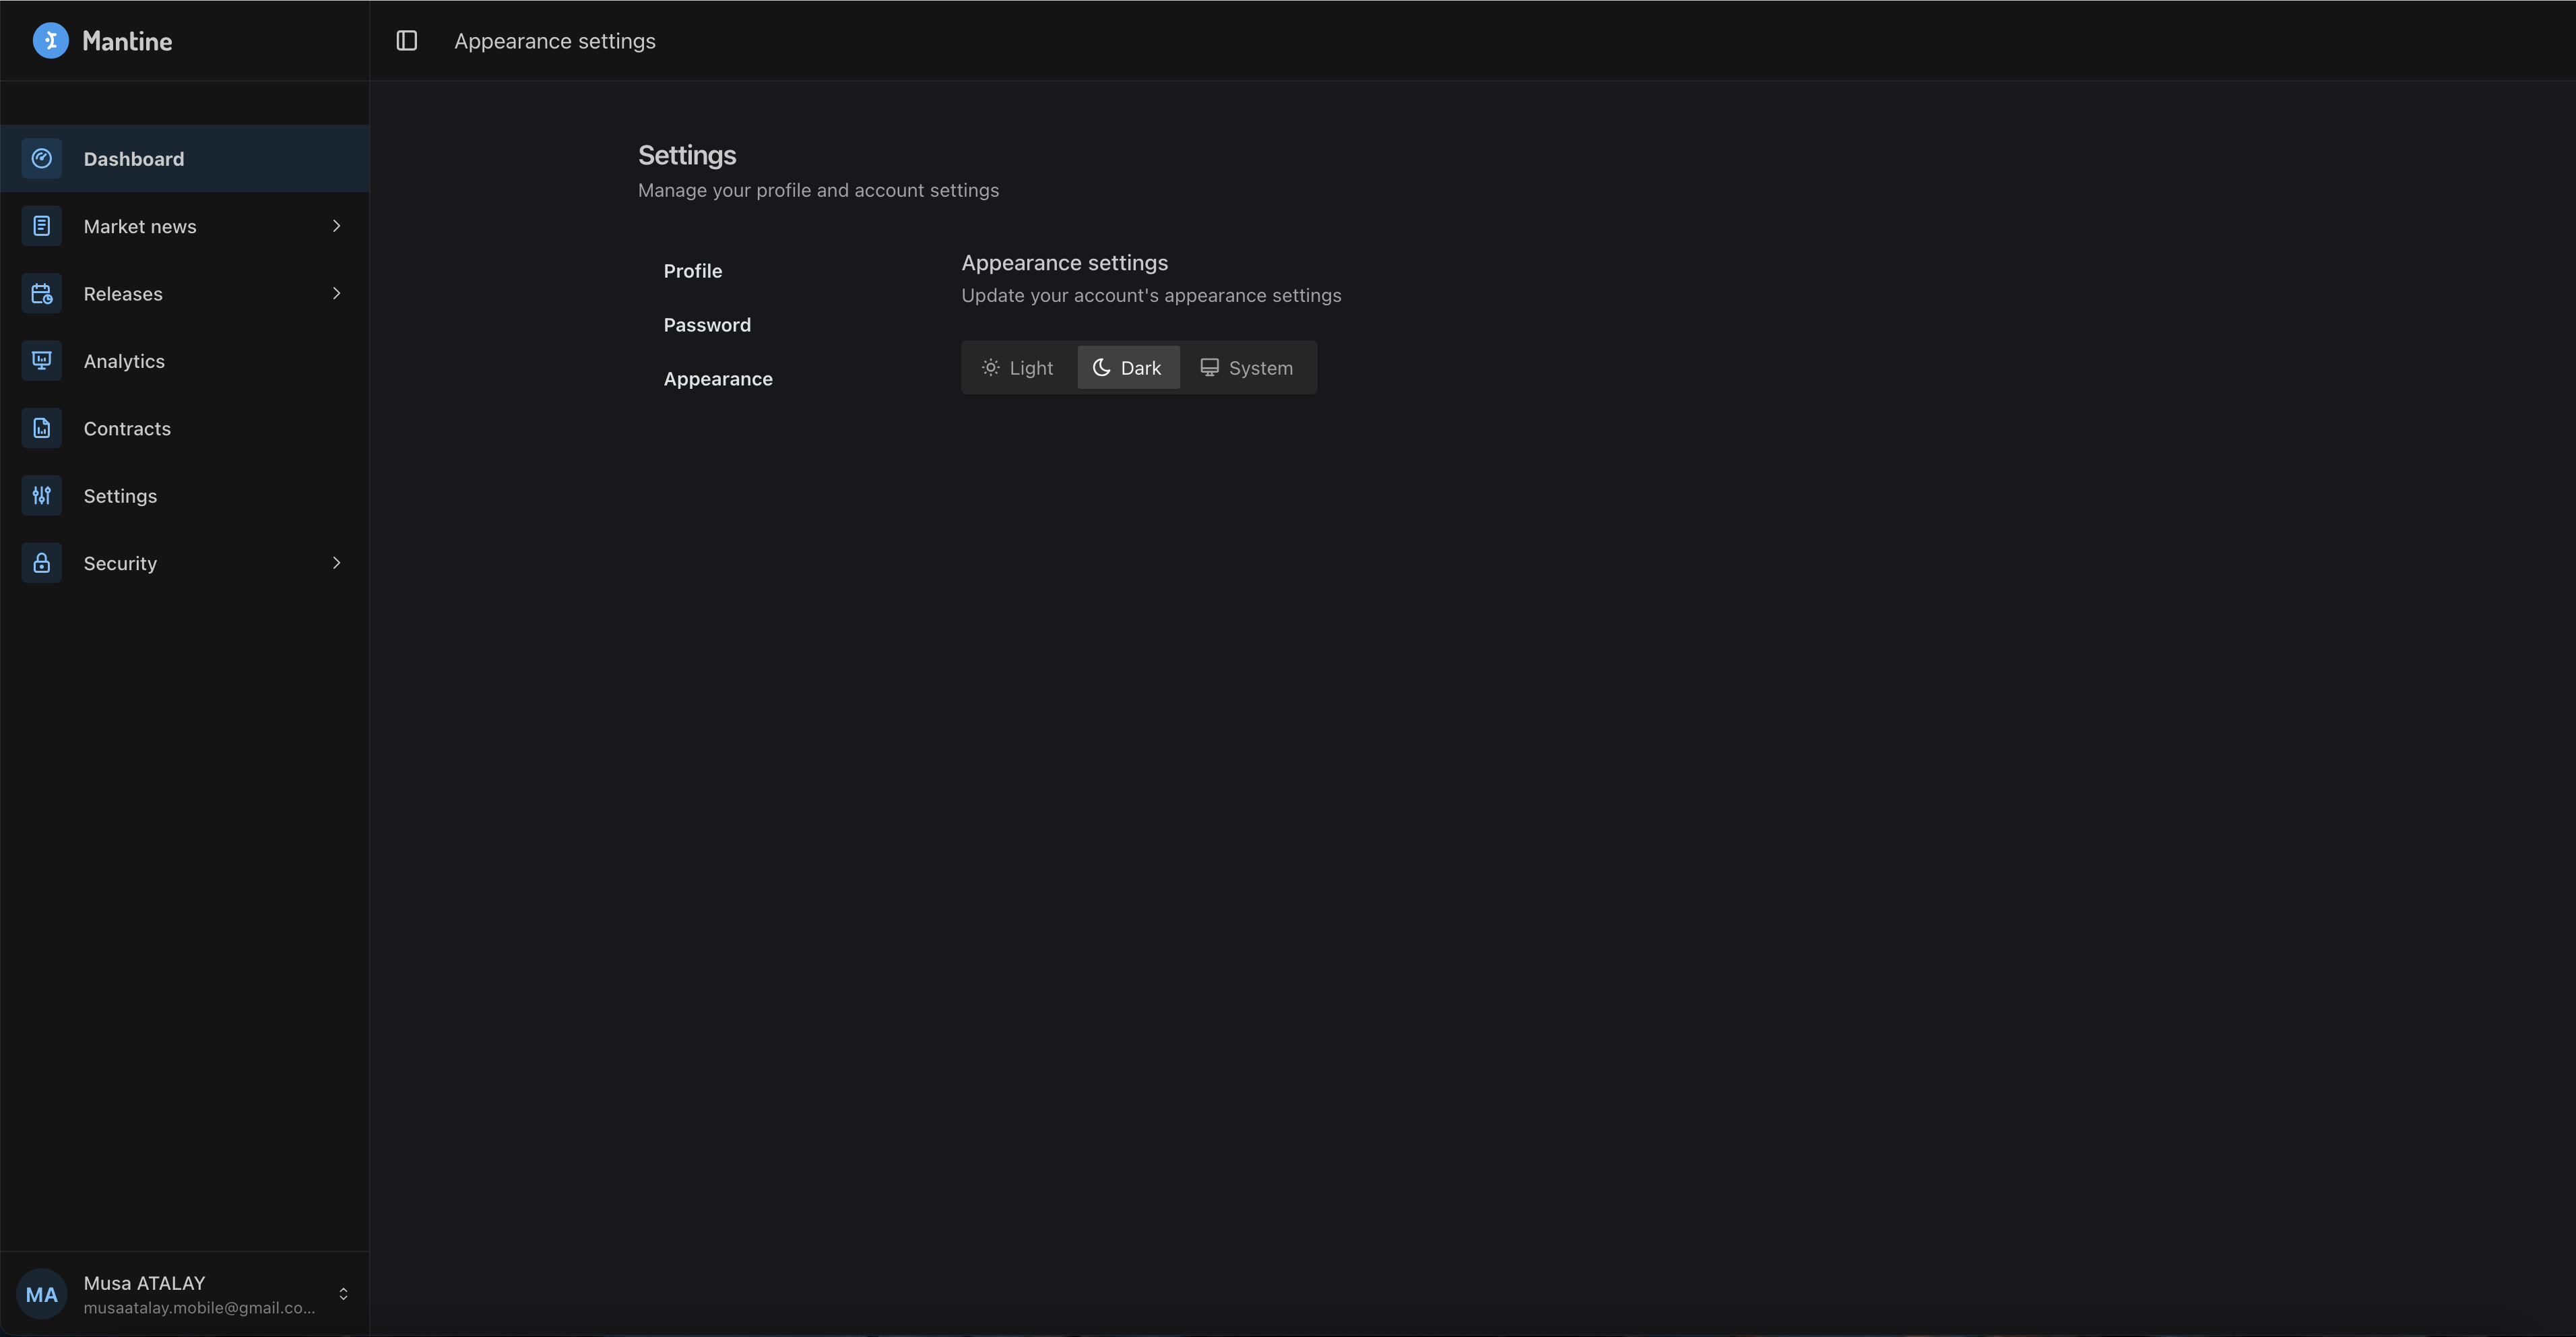 Mantine
Appearance settings
Dashboard
Market news
Releases
Analytics
Contracts
Settings
Security
Musa ATALAY
musaatalay.mobile@gmail.co...
MA
Settings
Manage your profile and account settings
Profile
Password
Appearance
Appearance settings
Update your account's appearance settings
Light
Dark
System